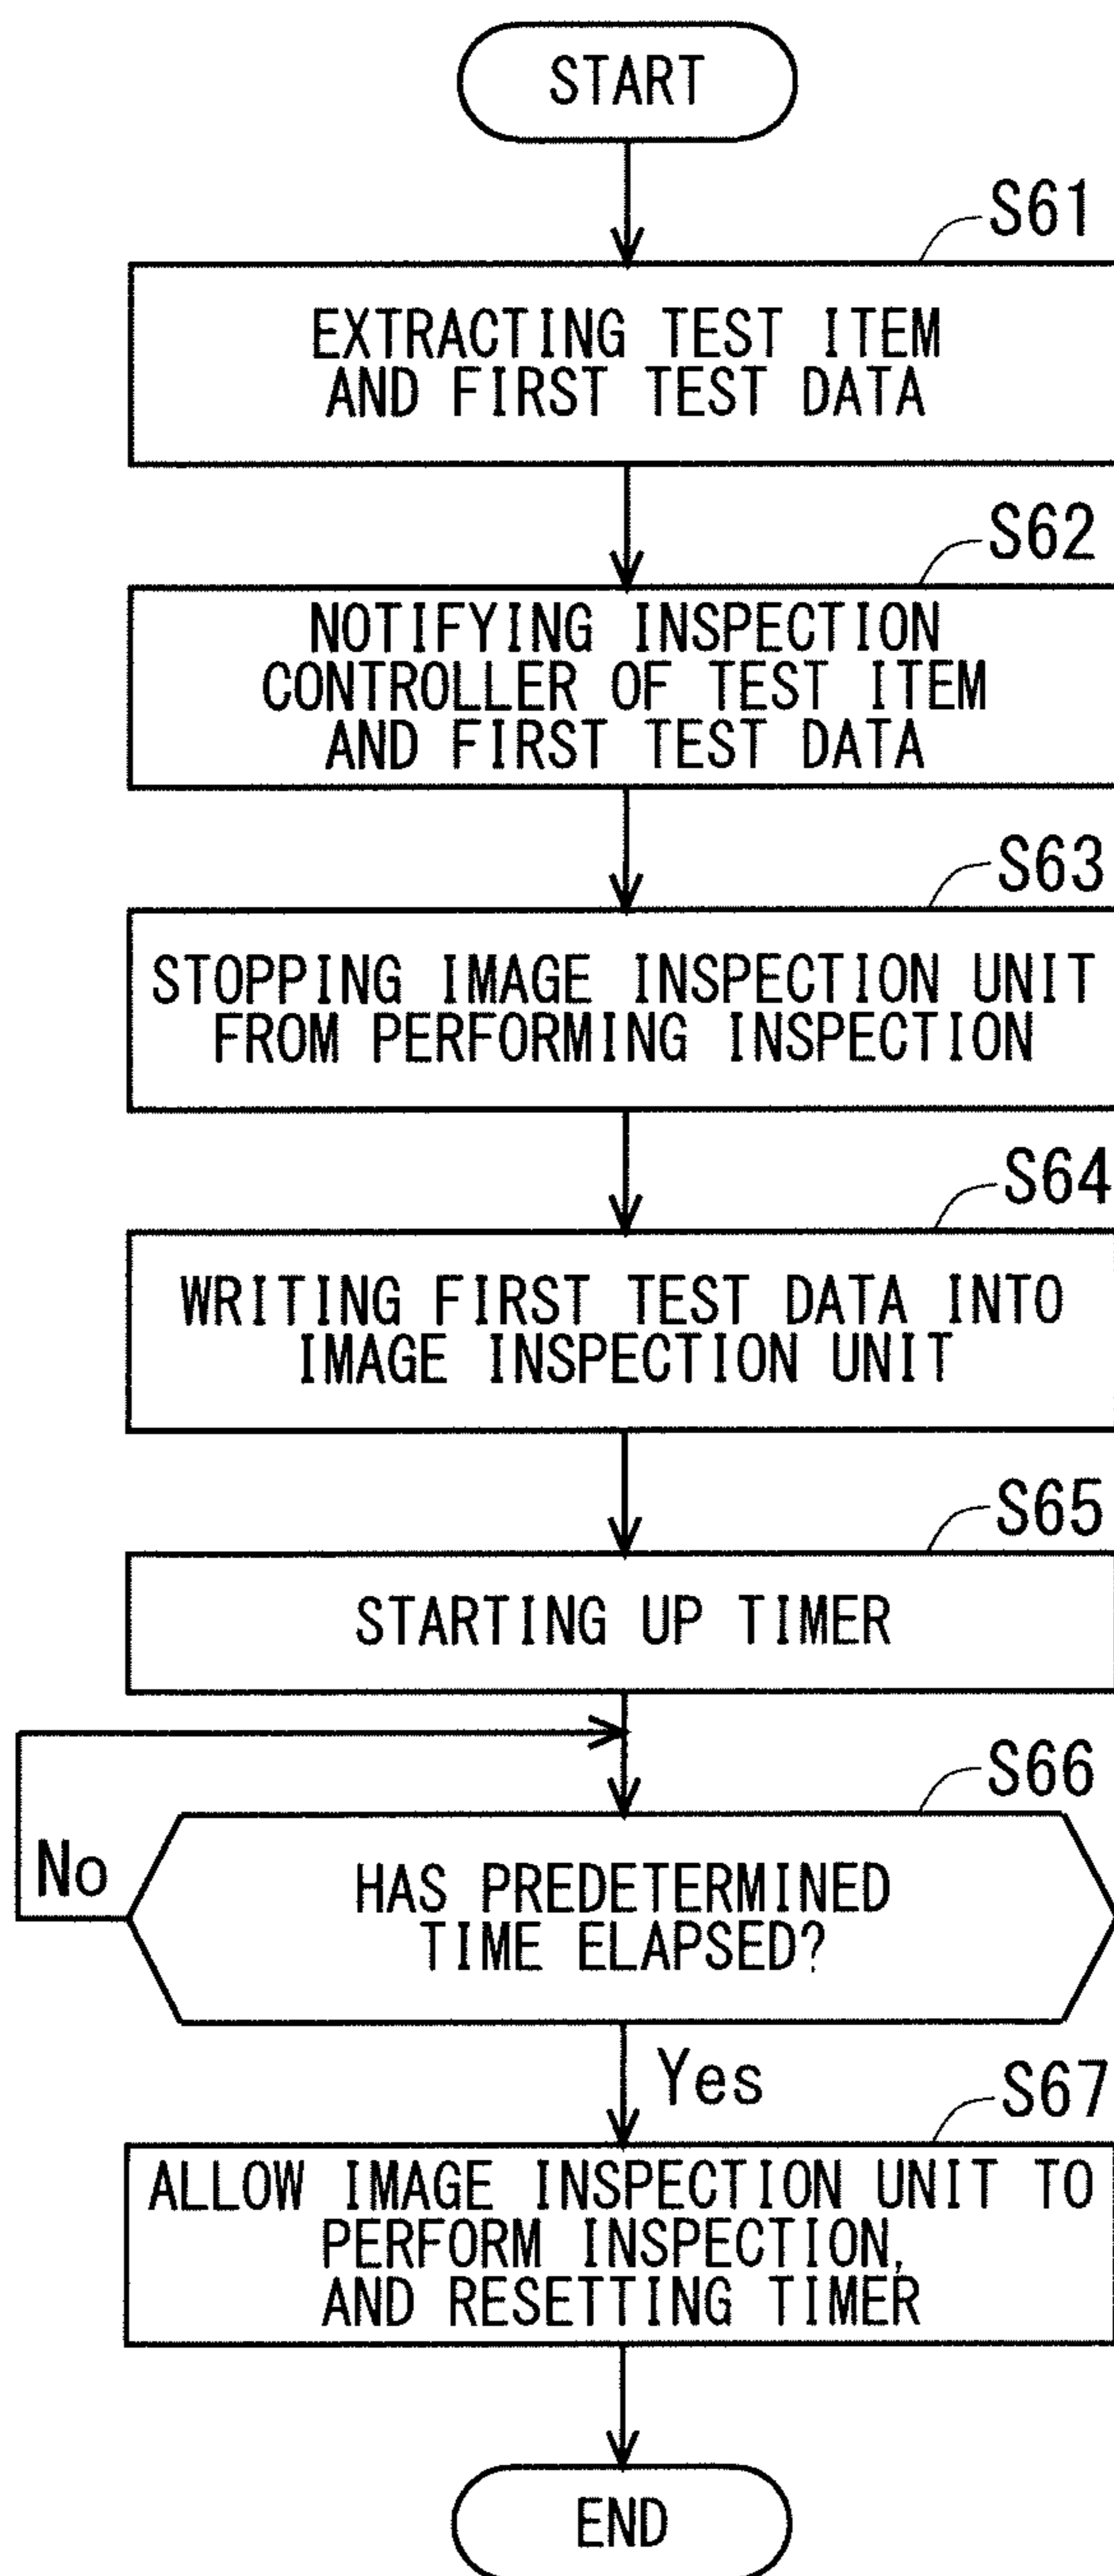 START
S61
EXTRACTING TEST ITEM
AND FIRST TEST DATA
S62
NOTIFYING INSPECTION
CONTROLLER OF TEST ITEM
AND FIRST TEST DATA
S63
STOPPING IMAGE INSPECTION UNIT
FROM PERFORMING INSPECTION
S64
WRITING FIRST TEST DATA INTO
IMAGE INSPECTION UNIT
S65
STARTING UP TIMER
S66
No
HAS PREDETERMINED
TIME ELAPSED?
Yes
S67
ALLOW IMAGE INSPECTION UNIT TO
PERFORM INSPECTION,
AND RESETTING TIMER
END